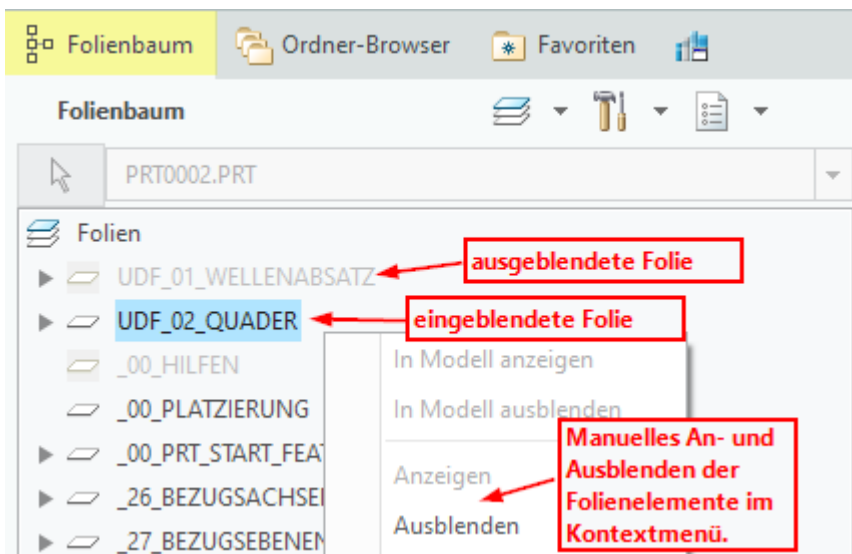 Folienbaum Ordner-Browser Favoriten
Folienbaum
PRT0002.PRT
Folien
UDF_01_WELLENABSATZ ausgeblendete Folie
UDF_02_QUADER eingeblendete Folie
_00_HILFEN In Modell anzeigen
_00_PLATZIERUNG In Modell ausblenden
_00_PRT_START_FEA
_26_BEZUGSACHSE Anzeigen
_27_BEZUGSEBENEN Ausblenden
Manuelles An- und
Ausblenden der
Folienelemente im
Kontextmenü.